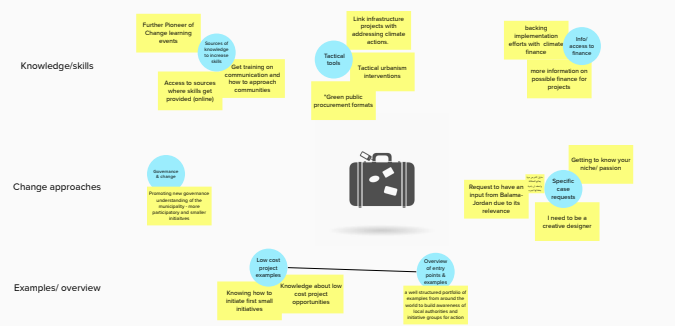 Further Pioneer of
Change learning
events
Sources of
knowledge
to increase
skills
Get training on
communication and
how to approach
communities
Access to sources
where skills get
provided (online)
Link infrastructure
projects with
addressing climate
actions.
Tactical
tools
Tactical urbanism
interventions
"Green public
procurement formats
backing
implementation
efforts with climate
finance
Info/
access to
finance
more information on
possible finance for
projects
Knowledge/skills
Governance
& change
Promoting new governance
understanding of the
municipality - more
participatory and smaller
initiatives
Change approaches
Getting to know your
niche/ passion
Specific
case
requests
Request to have an
input from Balama-
Jordan due to its
relevance
I need to be a
creative designer
Low cost
project
examples
Knowing how to
initiate first small
initiatives
Knowledge about low
cost project
opportunities
Overview
of entry
points &
examples
a well-structured portfolio of
examples from around the
world to build awareness of
local authorities and
initiative groups for action
Examples/ overview